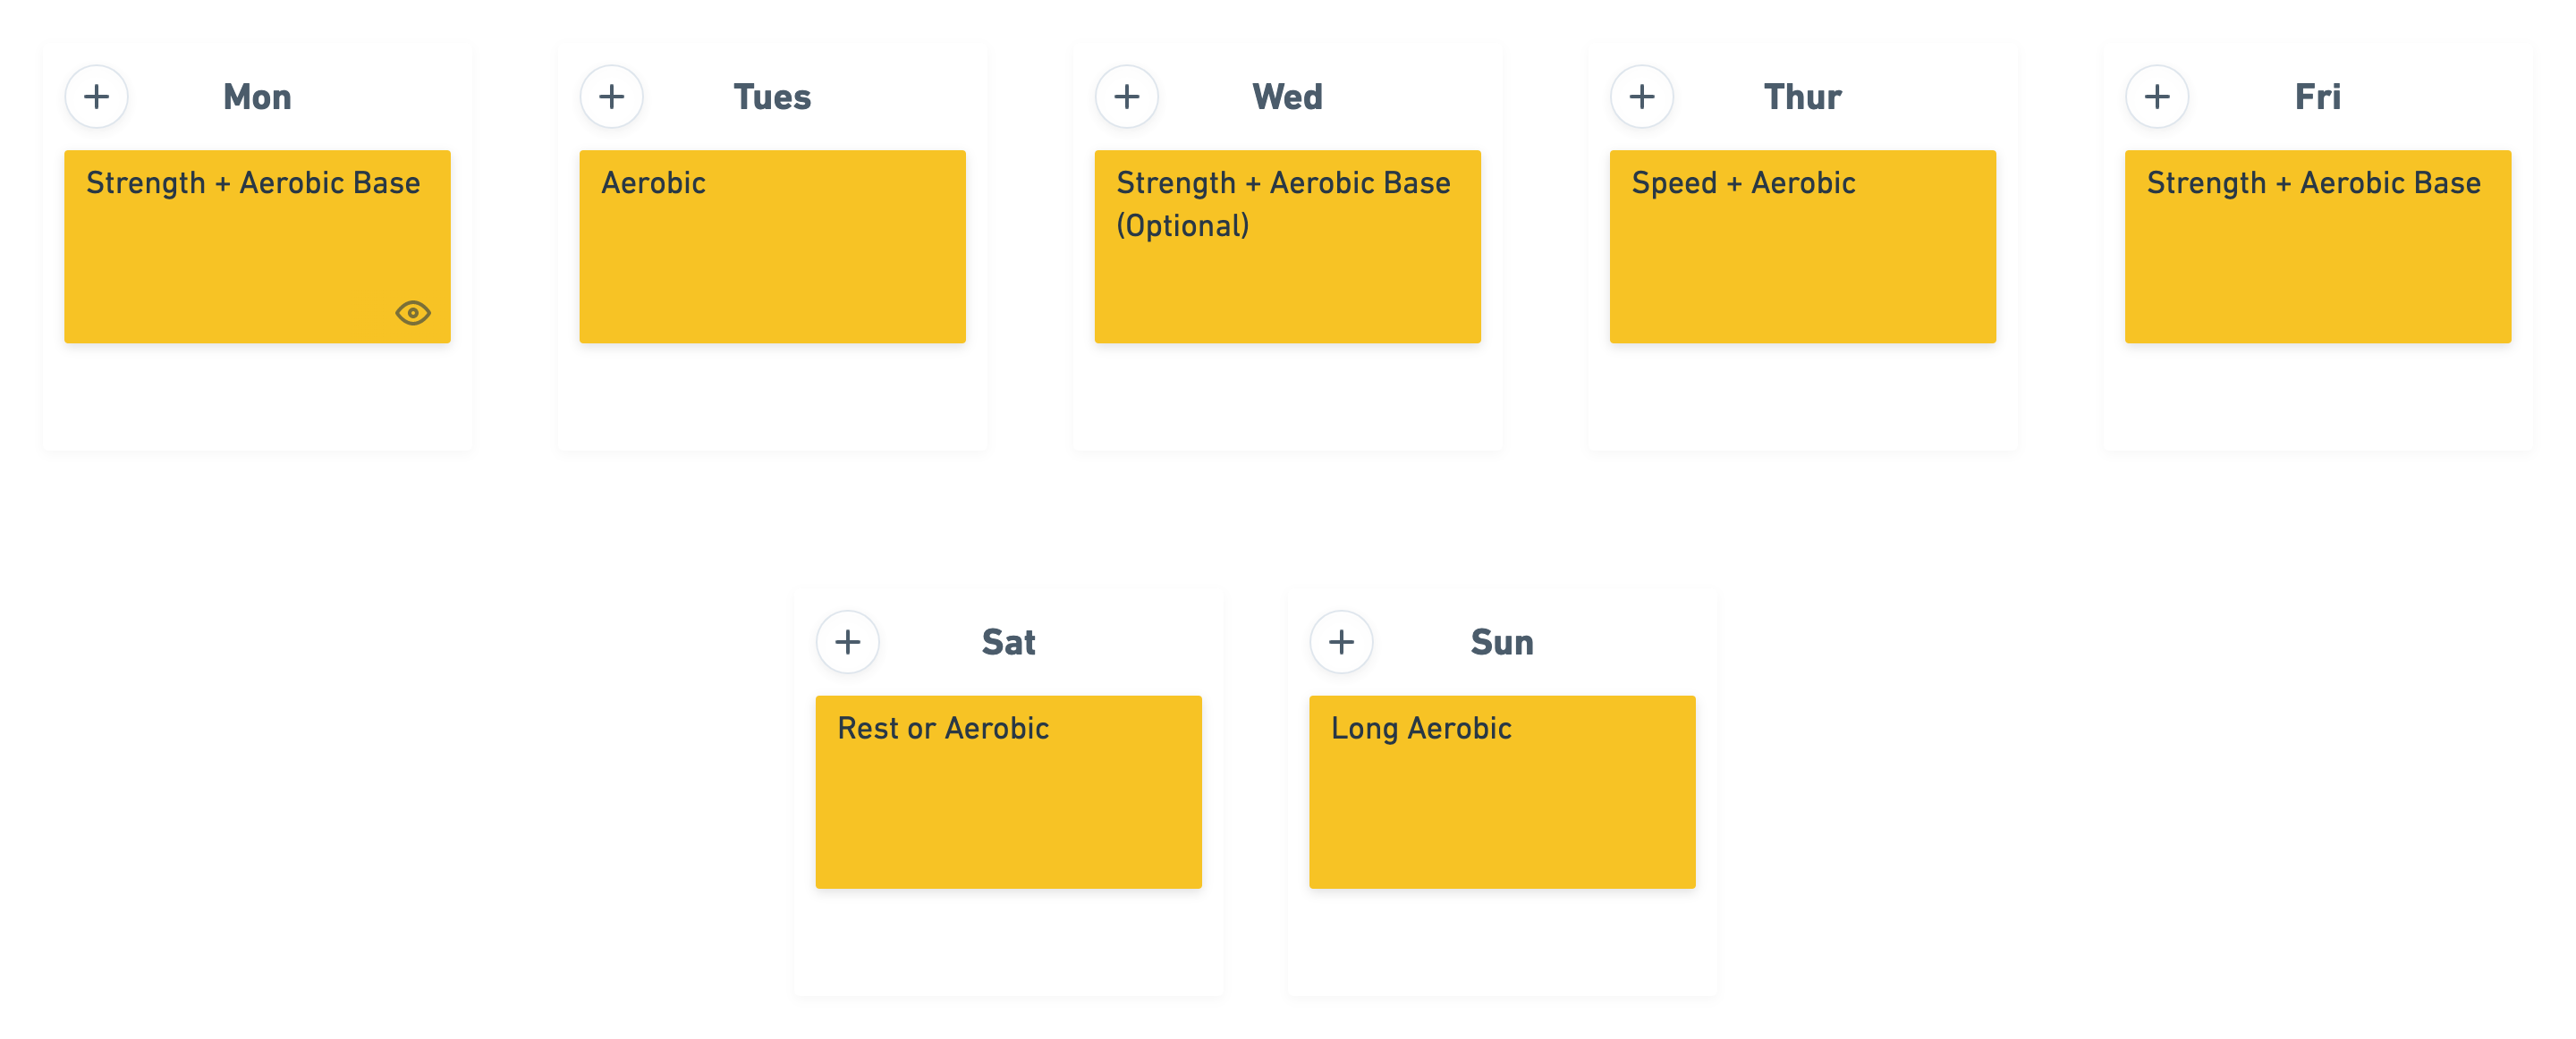 Mon
Strength + Aerobic Base
Tues
Aerobic
Wed
Strength + Aerobic Base
(Optional)
Thur
Speed + Aerobic
Fri
Strength + Aerobic Base
Sat
Rest or Aerobic
Sun
Long Aerobic